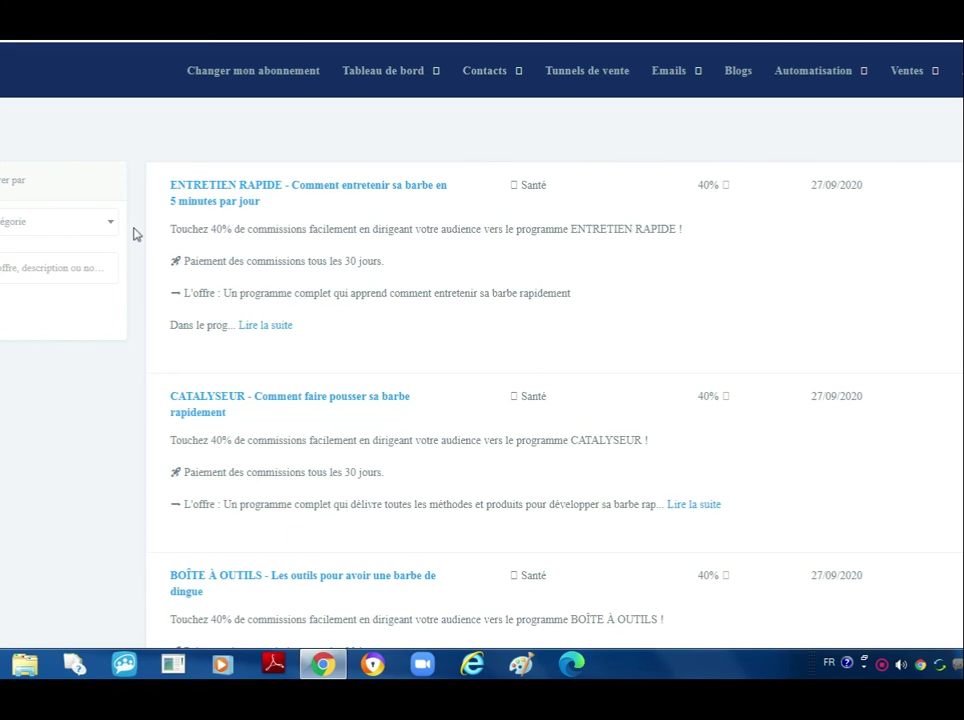 Changer mon abonnement Tableau de bord Contacts Tunnels de vente Emails Blogs Automatisation Ventes
er par
égorie
offre, description ou no...
ENTRETIEN RAPIDE - Comment entretenir sa barbe en Santé 40% 27/09/2020
5 minutes par jour
Touchez 40% de commissions facilement en dirigeant votre audience vers le programme ENTRETIEN RAPIDE !
🚀 Paiement des commissions tous les 30 jours.
➞ L'offre : Un programme complet qui apprend comment entretenir sa barbe rapidement
Dans le prog... Lire la suite
CATALYSEUR - Comment faire pousser sa barbe Santé 40% 27/09/2020
rapidement
Touchez 40% de commissions facilement en dirigeant votre audience vers le programme CATALYSEUR !
🚀 Paiement des commissions tous les 30 jours.
➞ L'offre : Un programme complet qui délivre toutes les méthodes et produits pour développer sa barbe rap... Lire la suite
BOÎTE À OUTILS - Les outils pour avoir une barbe de Santé 40% 27/09/2020
dingue
Touchez 40% de commissions facilement en dirigeant votre audience vers le programme BOÎTE À OUTILS !
FR